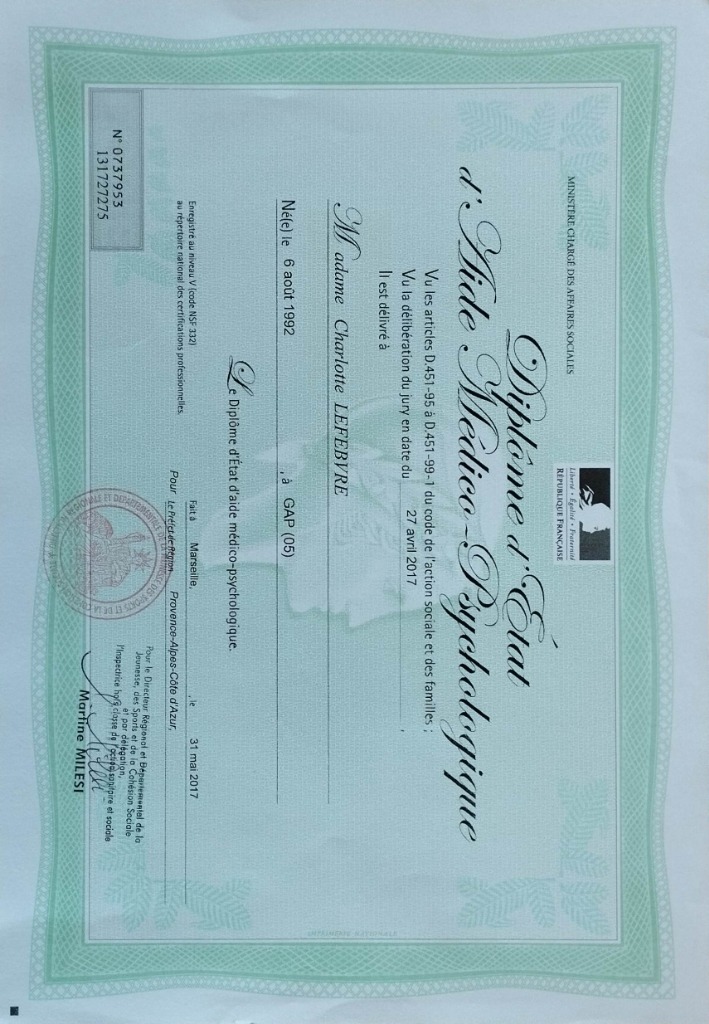 MINISTÈRE CHARGÉ DES AFFAIRES SOCIALES
Liberté • Égalité • Fraternité
RÉPUBLIQUE FRANÇAISE
Diplôme d'État
d'Aide Médico-Psychologique
Vu les articles D.451-95 à D.451-99-1 du code de l'action sociale et des familles ;
Vu la délibération du jury en date du 27 avril 2017 ,
Il est délivré à
Madame Charlotte LEFEBVRE
Né(e) le 6 août 1992 , à GAP (05)
Le Diplôme d'État d'aide médico-psychologique.
Enregistré au niveau V (code NSF 332)
au répertoire national des certifications professionnelles.
Fait à Marseille, , le 31 mai 2017
Pour Le Préfet de Région Provence-Alpes-Côte d'Azur,
Pour le Directeur Régional et Départemental de la
Jeunesse, des Sports et de la Cohésion Sociale
et par délégation,
l'Inspectrice hors classe de l'action sanitaire et sociale
Martine MILESI
N° 0737953
131727275